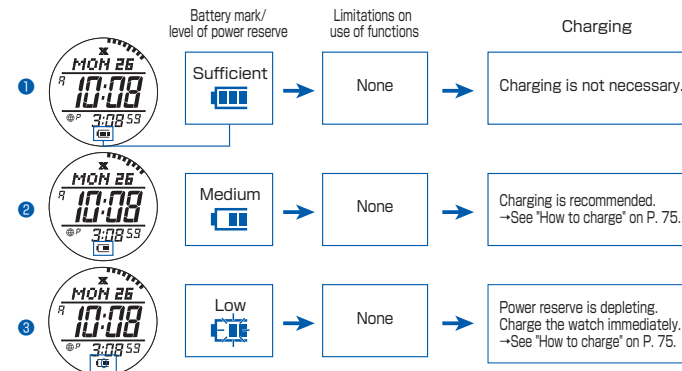 Battery mark/
level of power reserve
Limitations on
use of functions
Charging
1
MON 26
A 10:08
P 3:08 59
Sufficient
None
Charging is not necessary.
2
MON 26
A 10:08
P 3:08 59
Medium
None
Charging is recommended.
→See "How to charge" on P. 75.
3
MON 26
A 10:08
P 3:08 59
Low
None
Power reserve is depleting.
Charge the watch immediately.
→See "How to charge" on P. 75.